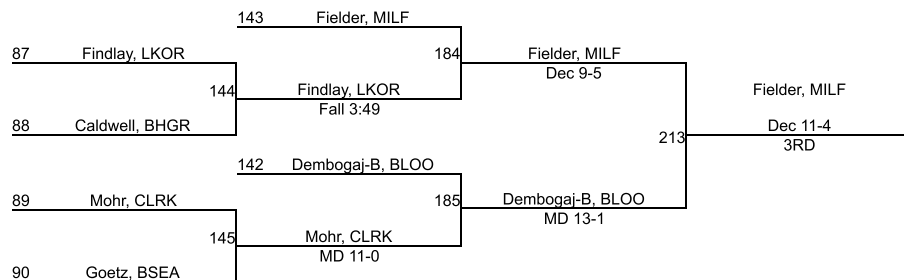 143 Fielder, MILF
87 Findlay, LKOR
184 Fielder, MILF
Dec 9-5
144 Findlay, LKOR
Fall 3:49
Fielder, MILF
88 Caldwell, BHGR
Dec 11-4
213
3RD
142 Dembogaj-B, BLOO
89 Mohr, CLRK
185 Dembogaj-B, BLOO
MD 13-1
145 Mohr, CLRK
MD 11-0
90 Goetz, BSEA